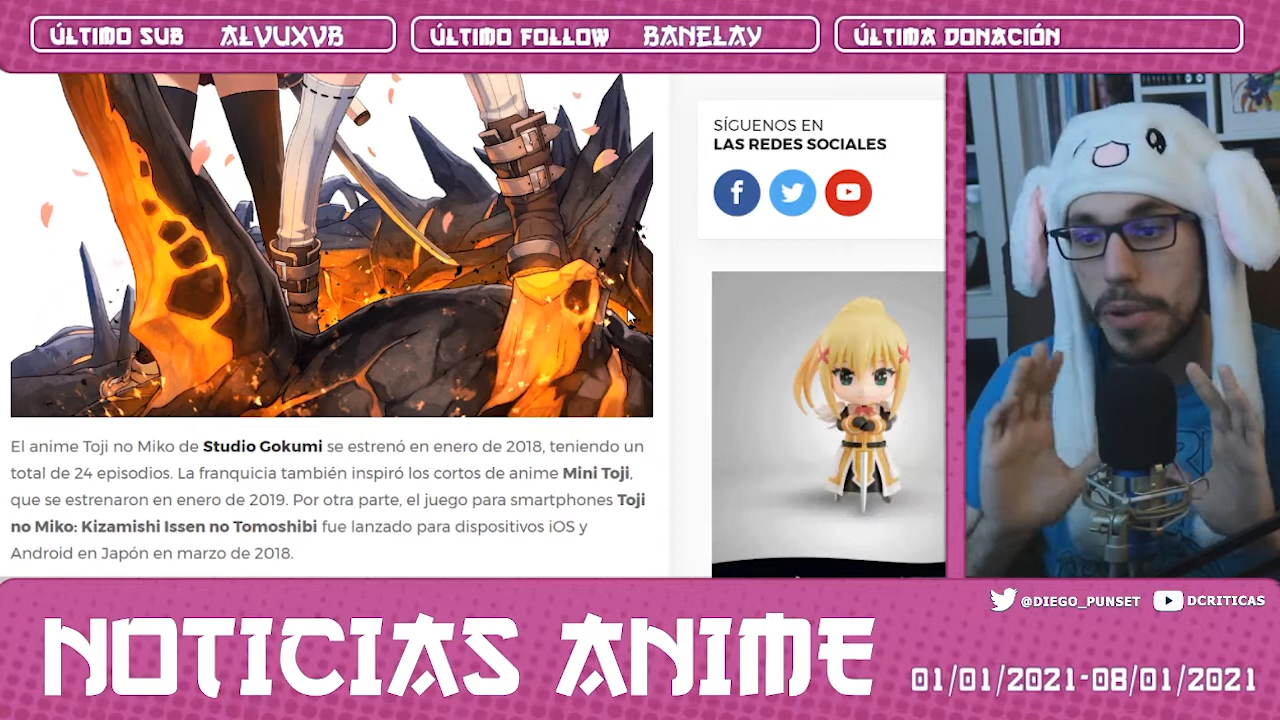 ÚLTIMO SUB ALVUXVB
ÚLTIMO FOLLOW BANELAY
ÚLTIMA DONACIÓN
SÍGUENOS EN
LAS REDES SOCIALES
El anime Toji no Miko de Studio Gokumi se estrenó en enero de 2018, teniendo un
total de 24 episodios. La franquicia también inspiró los cortos de anime Mini Toji,
que se estrenaron en enero de 2019. Por otra parte, el juego para smartphones Toji
no Miko: Kizamishi Issen no Tomoshibi fue lanzado para dispositivos iOS y
Android en Japón en marzo de 2018.
@DIEGO_PUNSET DCRITICAS
NOTICIAS ANIME
01/01/2021-08/01/2021